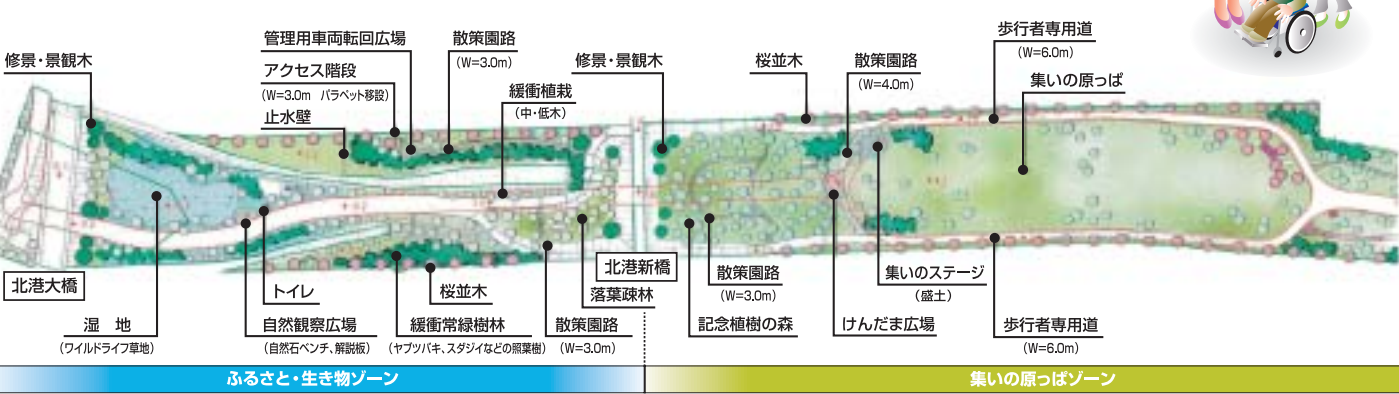 修景・景観木
管理用車両転回広場
アクセス階段
(W=3.0m パラペット移設)
止水壁
散策園路
(W=3.0m)
緩衝植栽
(中・低木)
修景・景観木
桜並木
散策園路
(W=4.0m)
歩行者専用道
(W=6.0m)
集いの原っぱ
北港大橋
湿 地
(ワイルドライフ草地)
トイレ
自然観察広場
(自然石ベンチ、解説板)
桜並木
緩衝常緑樹林
(ヤブツバキ、スダジイなどの照葉樹)
散策園路
(W=3.0m)
落葉疎林
北港新橋
散策園路
(W=3.0m)
記念植樹の森
けんだま広場
集いのステージ
(盛土)
歩行者専用道
(W=6.0m)
ふるさと・生き物ゾーン
集いの原っぱゾーン